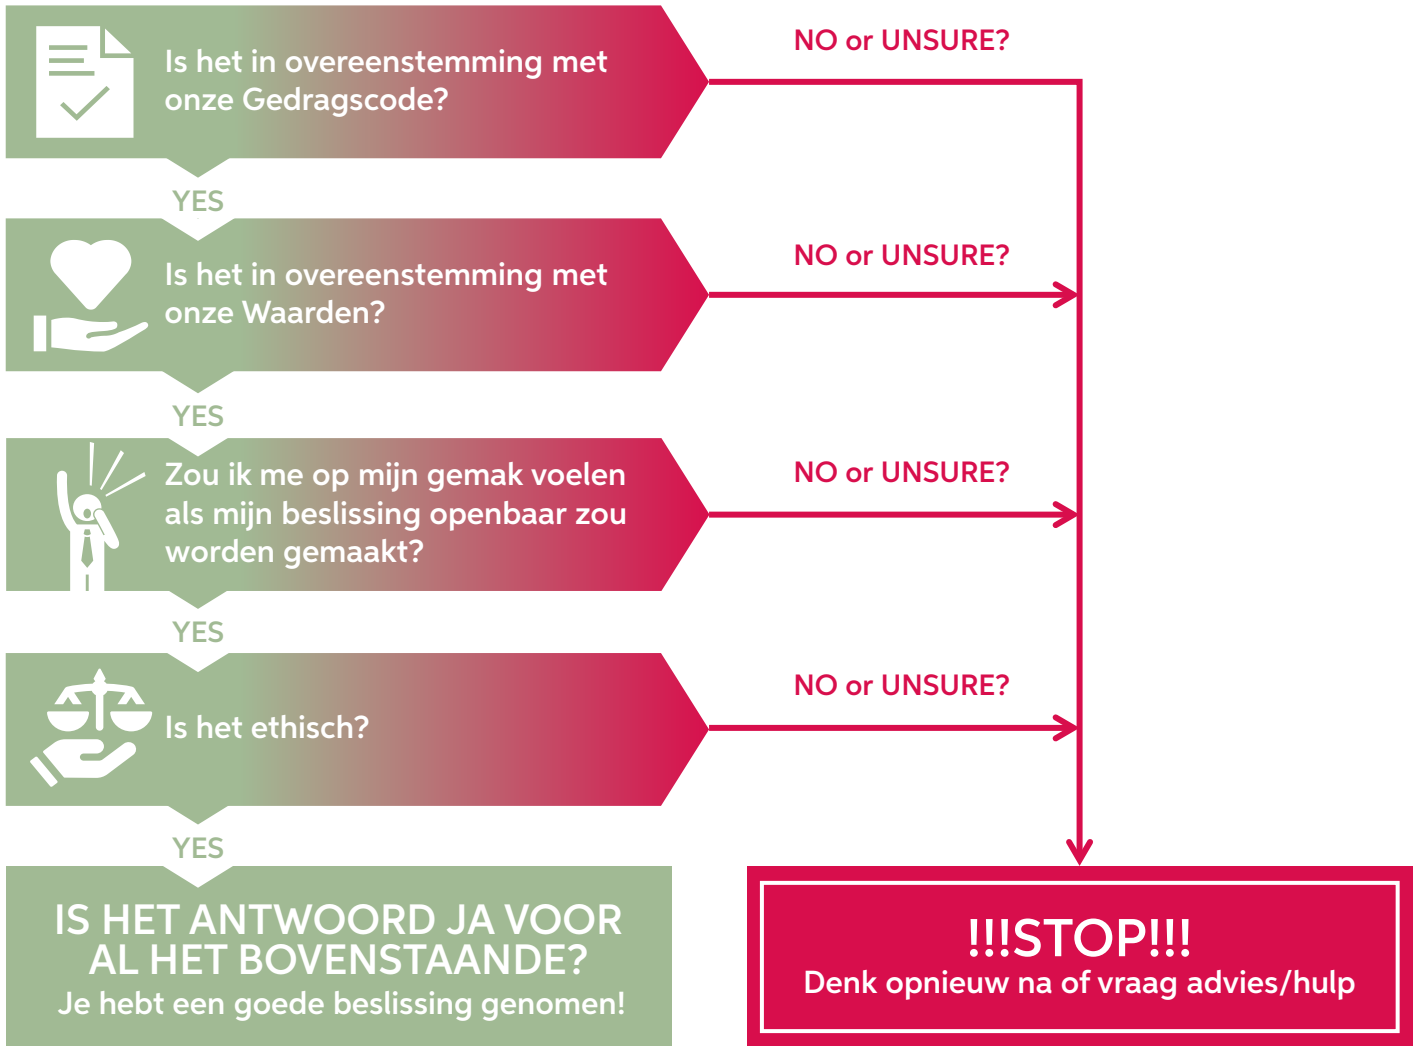 Is het in overeenstemming met
onze Gedragscode?
NO or UNSURE?
YES
Is het in overeenstemming met
onze Waarden?
NO or UNSURE?
YES
Zou ik me op mijn gemak voelen
als mijn beslissing openbaar zou
worden gemaakt?
NO or UNSURE?
YES
Is het ethisch?
NO or UNSURE?
YES
IS HET ANTWOORD JA VOOR
AL HET BOVENSTAANDE?
Je hebt een goede beslissing genomen!
!!!STOP!!!
Denk opnieuw na of vraag advies/hulp